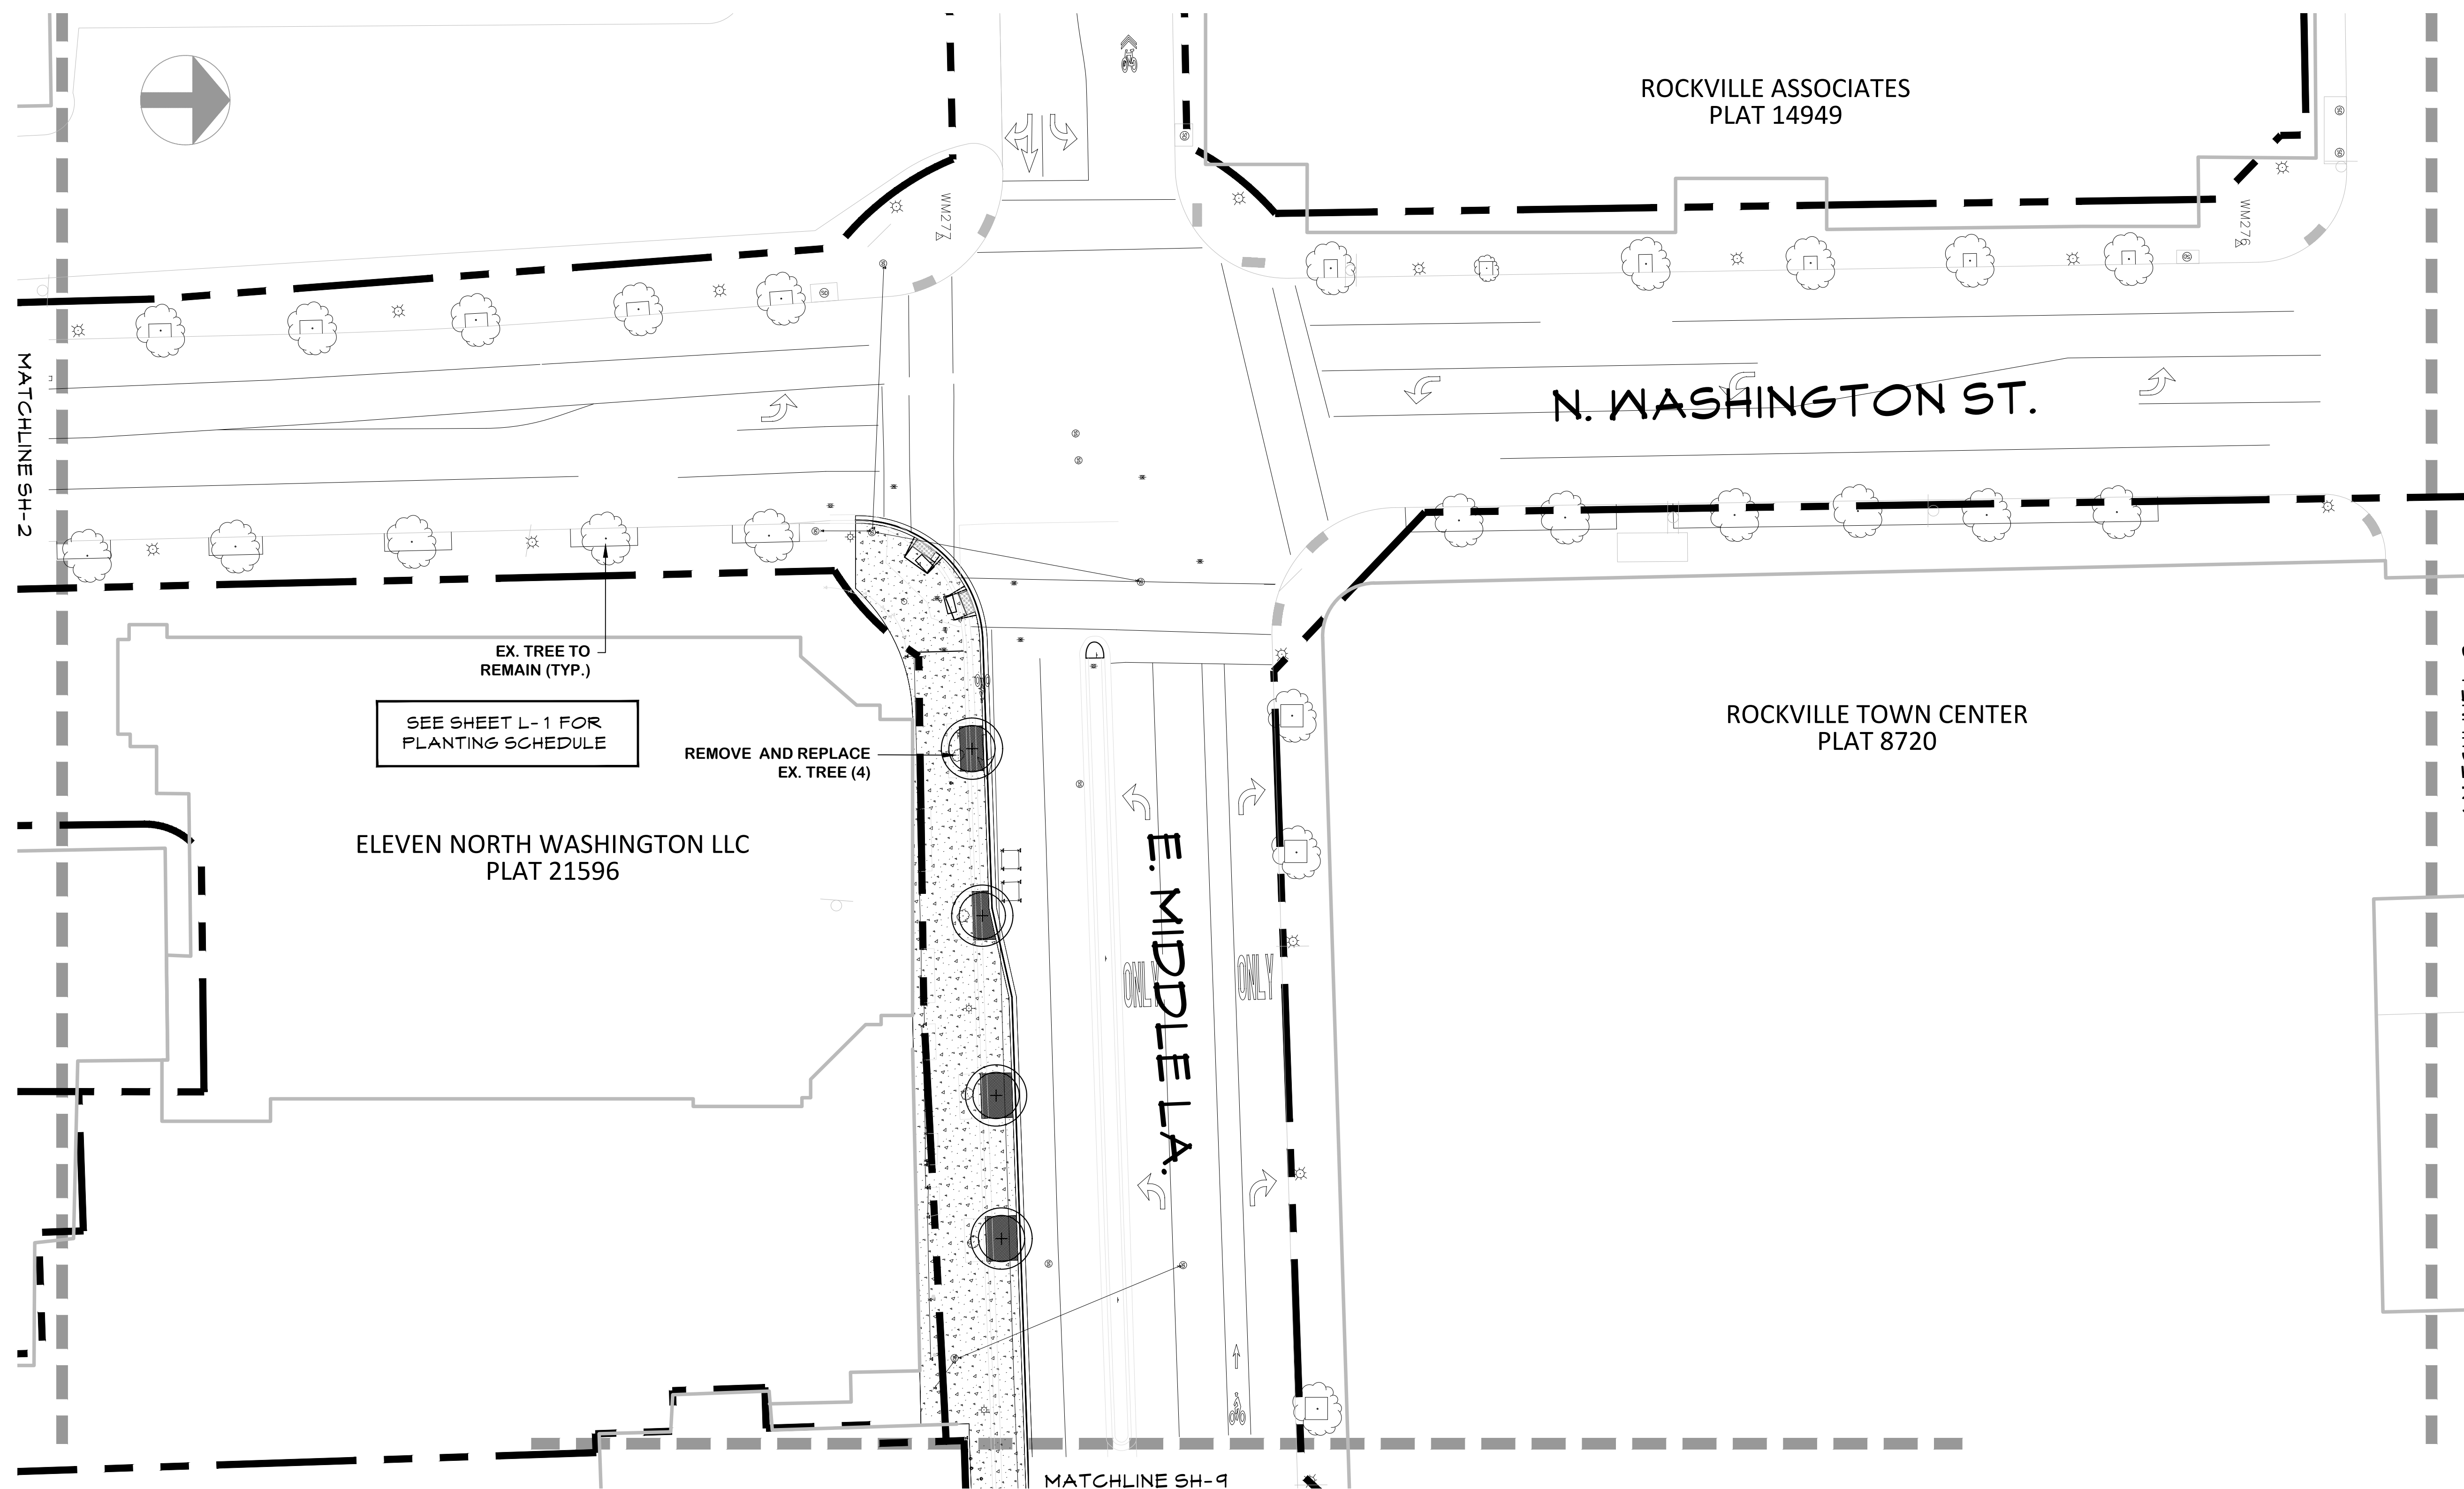 ROCKVILLE ASSOCIATES
PLAT 14949
WM277
WM276
MATCHLINE SH-2
N. WASHINGTON ST.
EX. TREE TO
REMAIN (TYP.)
SEE SHEET L-1 FOR
PLANTING SCHEDULE
REMOVE AND REPLACE
EX. TREE (4)
ROCKVILLE TOWN CENTER
PLAT 8720
ELEVEN NORTH WASHINGTON LLC
PLAT 21596
E. MIDDLE LA.
ONLY
ONLY
MATCHLINE SH-9